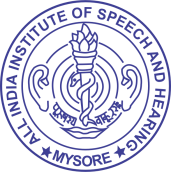 ALL INDIA INSTITUTE OF SPEECH AND HEARING
★ MYSORE ★